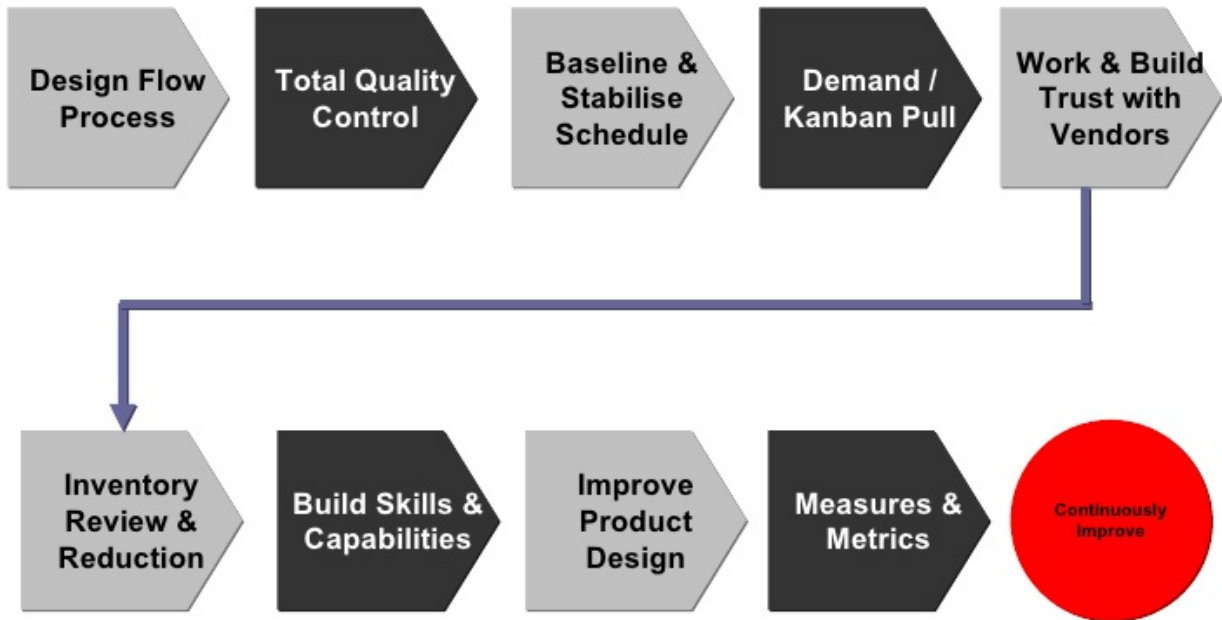 Design Flow
Process
Total Quality
Control
Baseline &
Stabilise
Schedule
Demand /
Kanban Pull
Work & Build
Trust with
Vendors
Inventory
Review &
Reduction
Build Skills &
Capabilities
Improve
Product
Design
Measures &
Metrics
Continuously
Improve